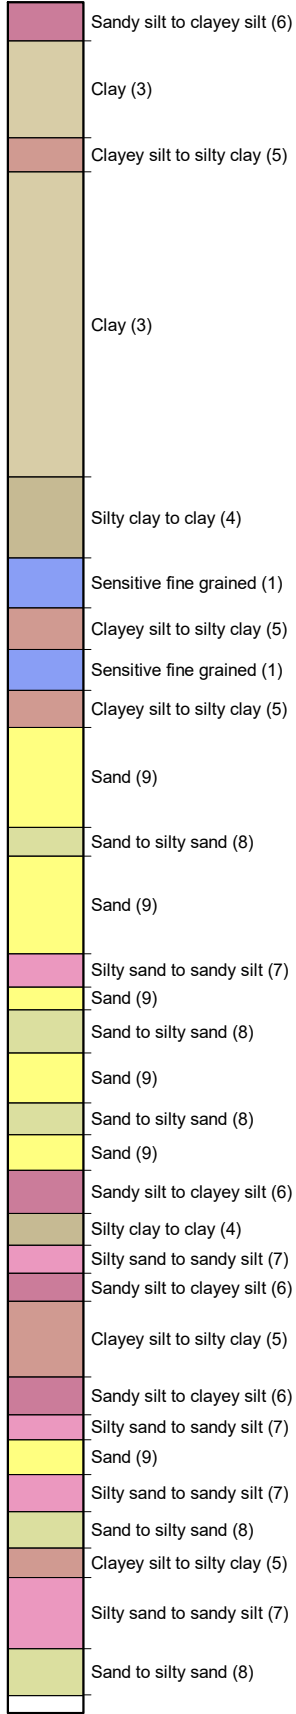 Sandy silt to clayey silt (6)
Clay (3)
Clayey silt to silty clay (5)
Clay (3)
Silty clay to clay (4)
Sensitive fine grained (1)
Clayey silt to silty clay (5)
Sensitive fine grained (1)
Clayey silt to silty clay (5)
Sand (9)
Sand to silty sand (8)
Sand (9)
Silty sand to sandy silt (7)
Sand (9)
Sand to silty sand (8)
Sand (9)
Sand to silty sand (8)
Sand (9)
Sandy silt to clayey silt (6)
Silty clay to clay (4)
Silty sand to sandy silt (7)
Sandy silt to clayey silt (6)
Clayey silt to silty clay (5)
Sandy silt to clayey silt (6)
Silty sand to sandy silt (7)
Sand (9)
Silty sand to sandy silt (7)
Sand to silty sand (8)
Clayey silt to silty clay (5)
Silty sand to sandy silt (7)
Sand to silty sand (8)